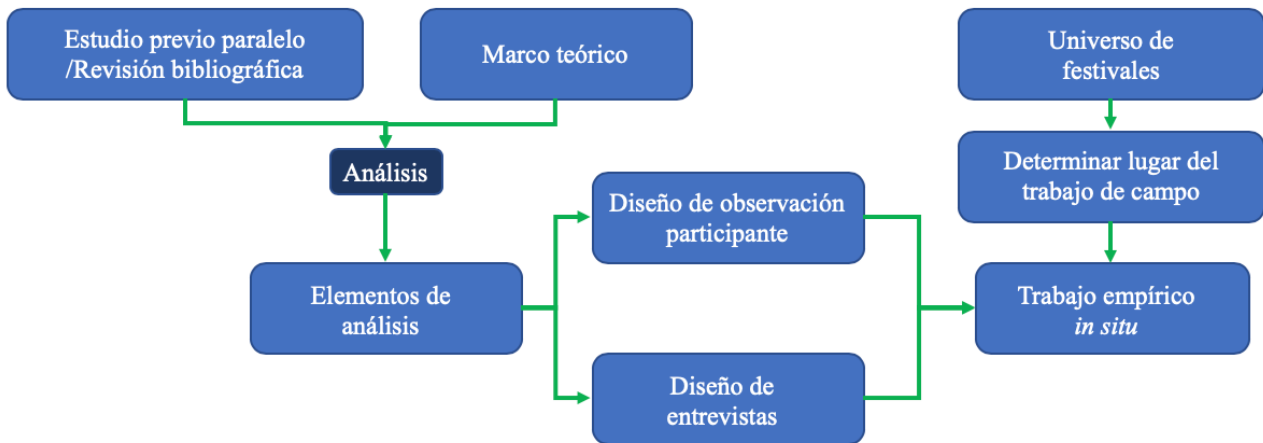 Estudio previo paralelo
/Revisión bibliográfica
Marco teórico
Universo de
festivales
Análisis
Determinar lugar del
trabajo de campo
Diseño de observación
participante
Elementos de
análisis
Trabajo empírico
in situ
Diseño de
entrevistas